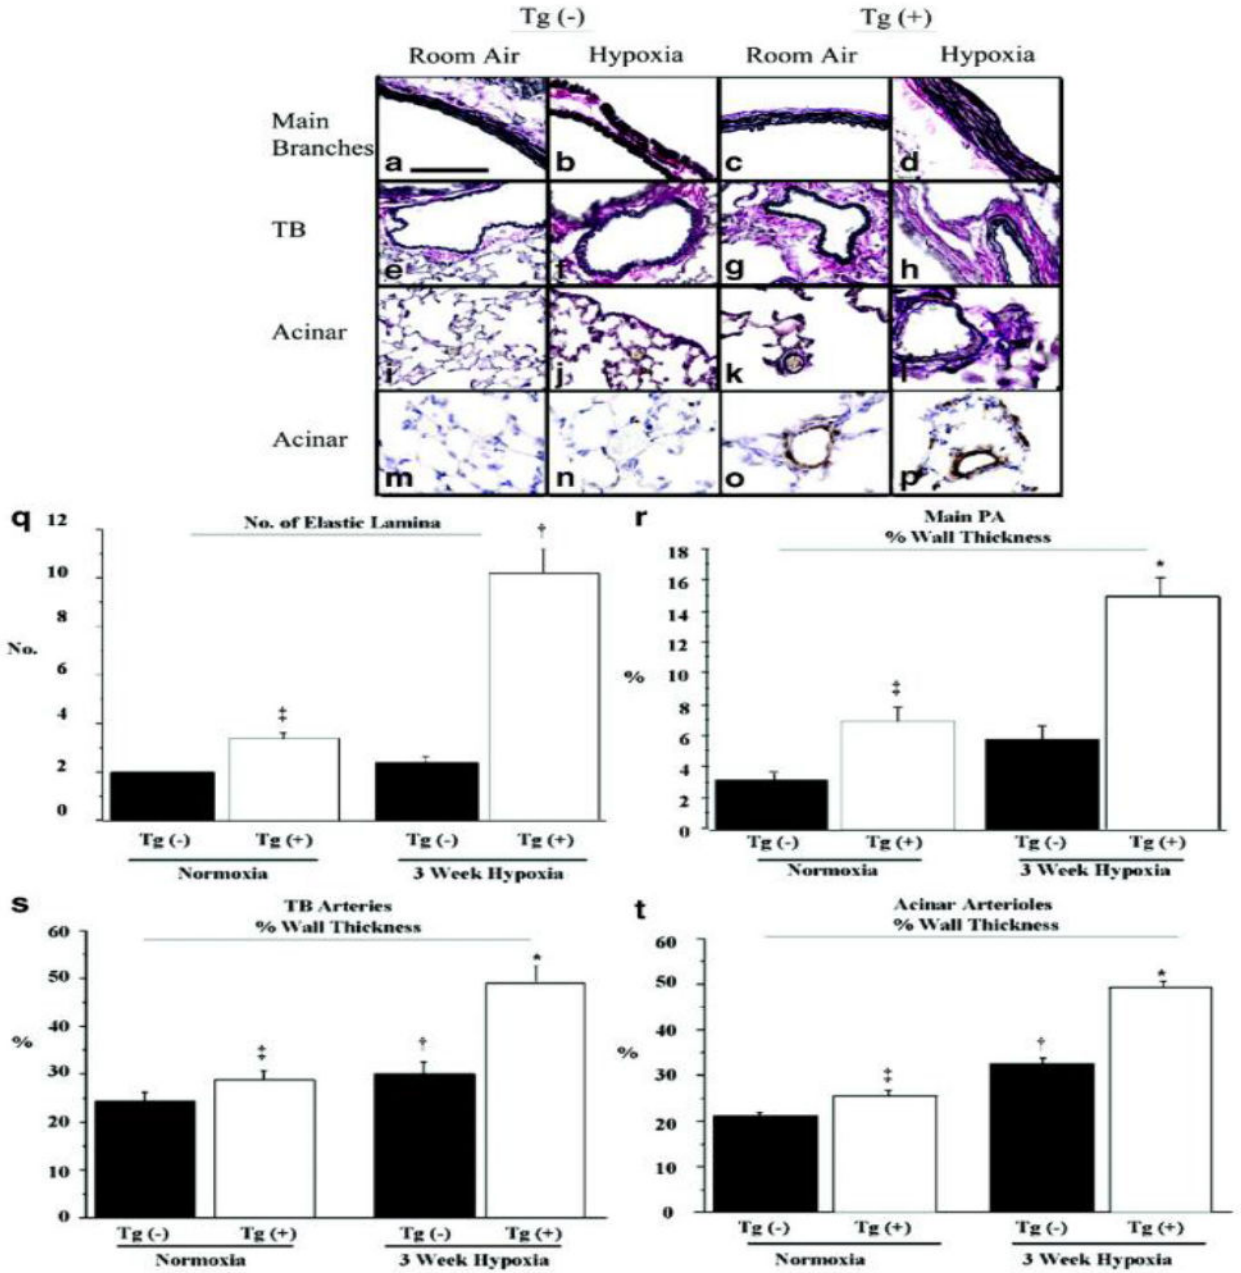 Tg (-) Tg (+)
Room Air Hypoxia Room Air Hypoxia
Main
Branches
a b c d
TB
e f g h
Acinar
i j k l
Acinar
m n o p
q
No. of Elastic Lamina
12
10
8
No.
6
4
2
0
‡
†
Tg (-) Tg (+) Tg (-) Tg (+)
Normoxia 3 Week Hypoxia
r
Main PA
% Wall Thickness
18
16
14
12
10
%
8
6
4
2
0
‡
*
Tg (-) Tg (+) Tg (-) Tg (+)
Normoxia 3 Week Hypoxia
s
TB Arteries
% Wall Thickness
60
50
40
%
30
20
10
0
‡
†
*
Tg (-) Tg (+) Tg (-) Tg (+)
Normoxia 3 Week Hypoxia
t
Acinar Arterioles
% Wall Thickness
60
50
40
%
30
20
10
0
‡
†
*
Tg (-) Tg (+) Tg (-) Tg (+)
Normoxia 3 Week Hypoxia